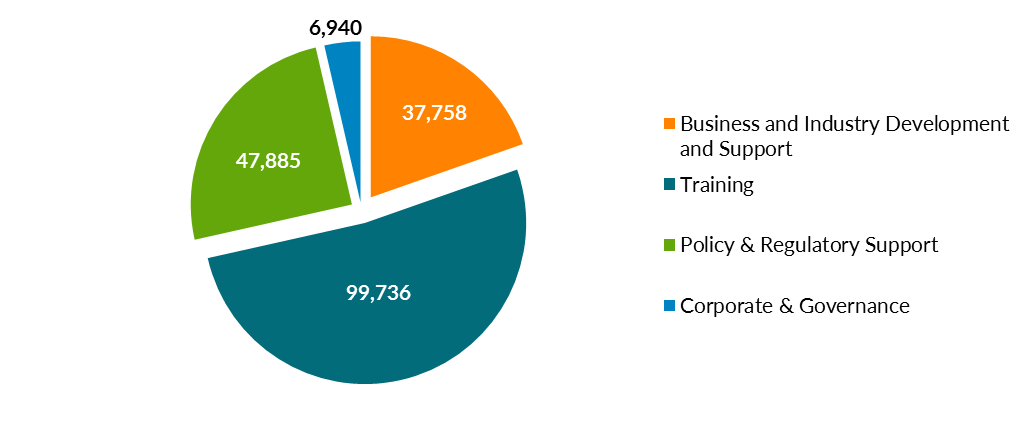 6,940
37,758
47,885
99,736
Business and Industry Development
and Support
Training
Policy & Regulatory Support
Corporate & Governance